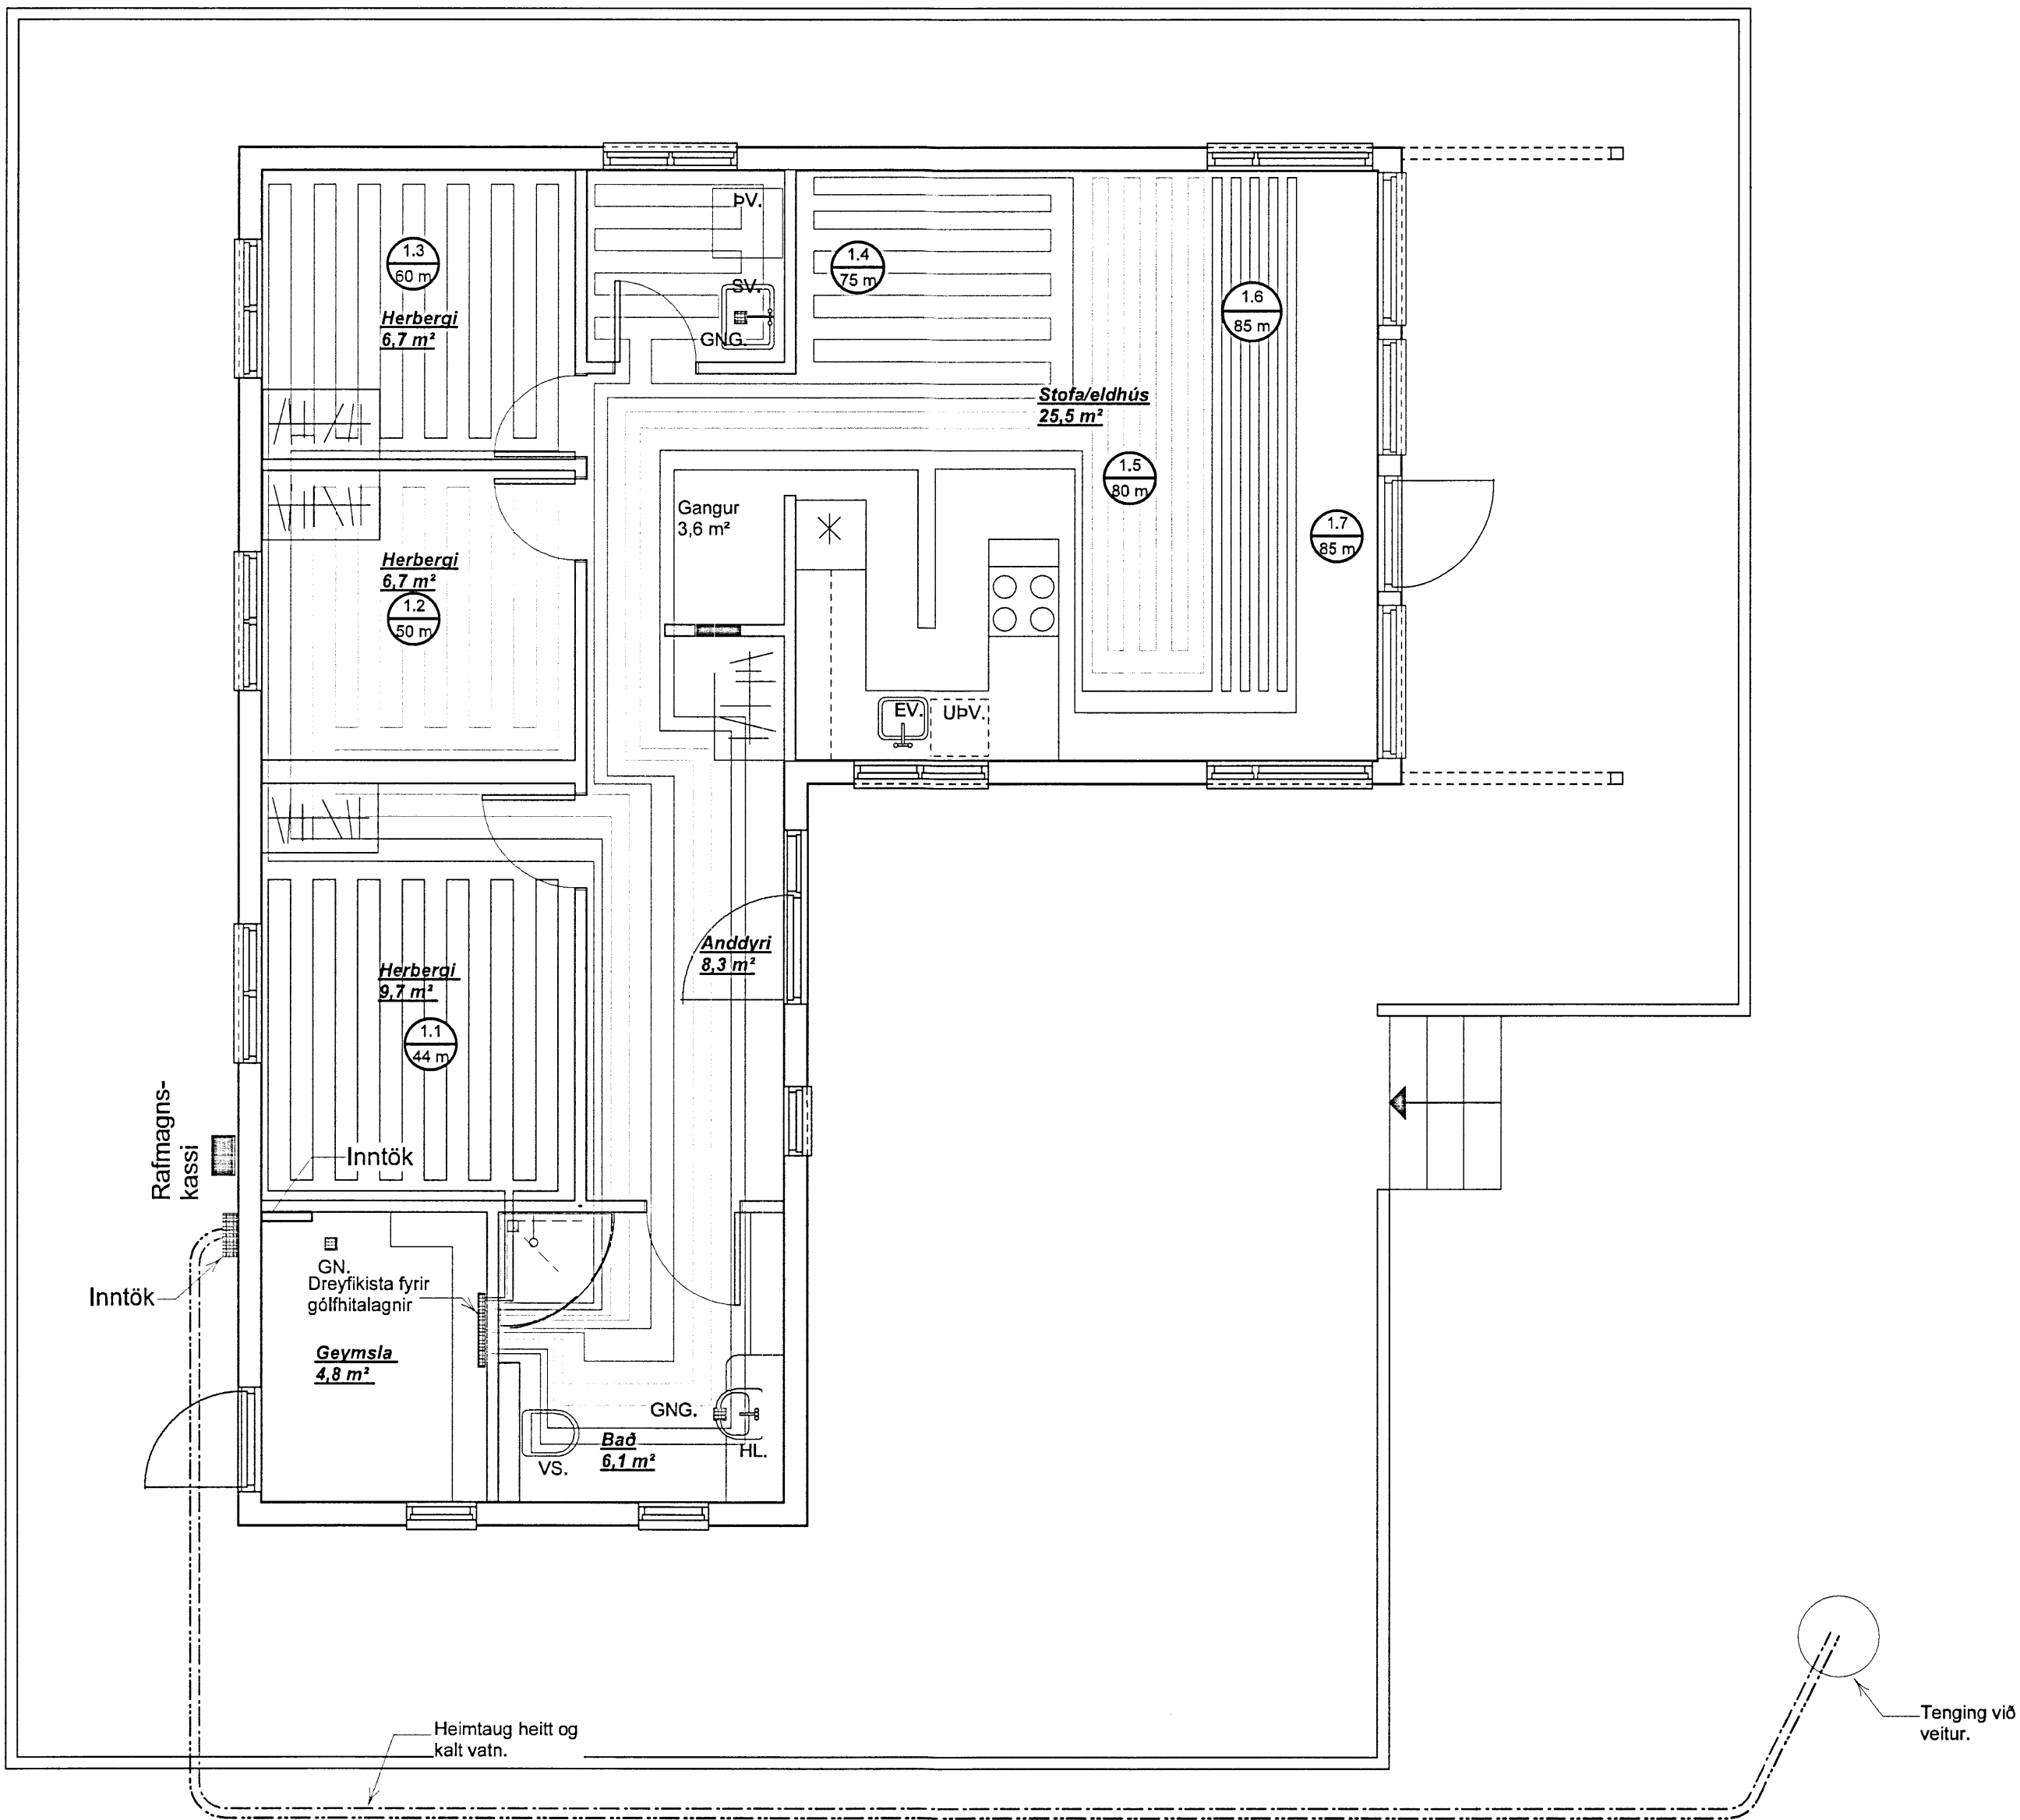 ÞV.
1.3
60 m
1.4
75 m
SV.
1.6
85 m
Herbergi
6,7 m²
GNG.
Stofa/eldhús
25,5 m²
1.5
80 m
Gangur
3,6 m²
1.7
85 m
Herbergi
6,7 m²
1.2
50 m
EV.
UÞV.
Anddyri
8,3 m²
Herbergi
9,7 m²
1.1
44 m
Rafmagns-
kassi
Inntök
GN.
Dreyfikista fyrir
gólfhitalagnir
Inntök
Geymsla
4,8 m²
GNG.
Bað
6,1 m²
HL.
VS.
Heimtaug heitt og
kalt vatn.
Tenging við
veitur.